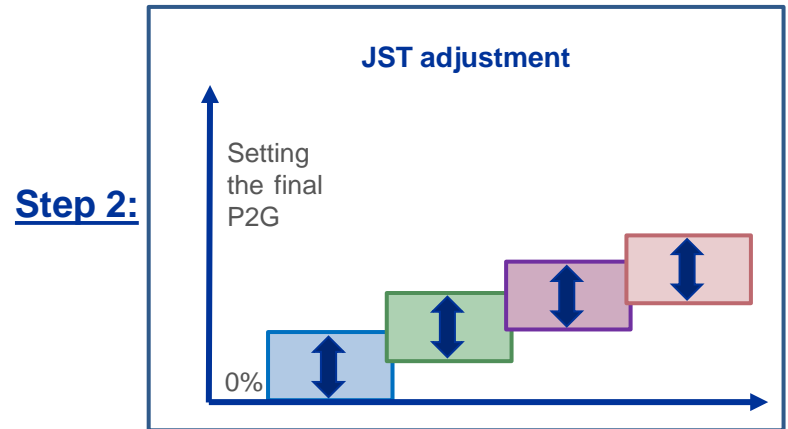 JST adjustment
Setting
the final
P2G
Step 2:
0%